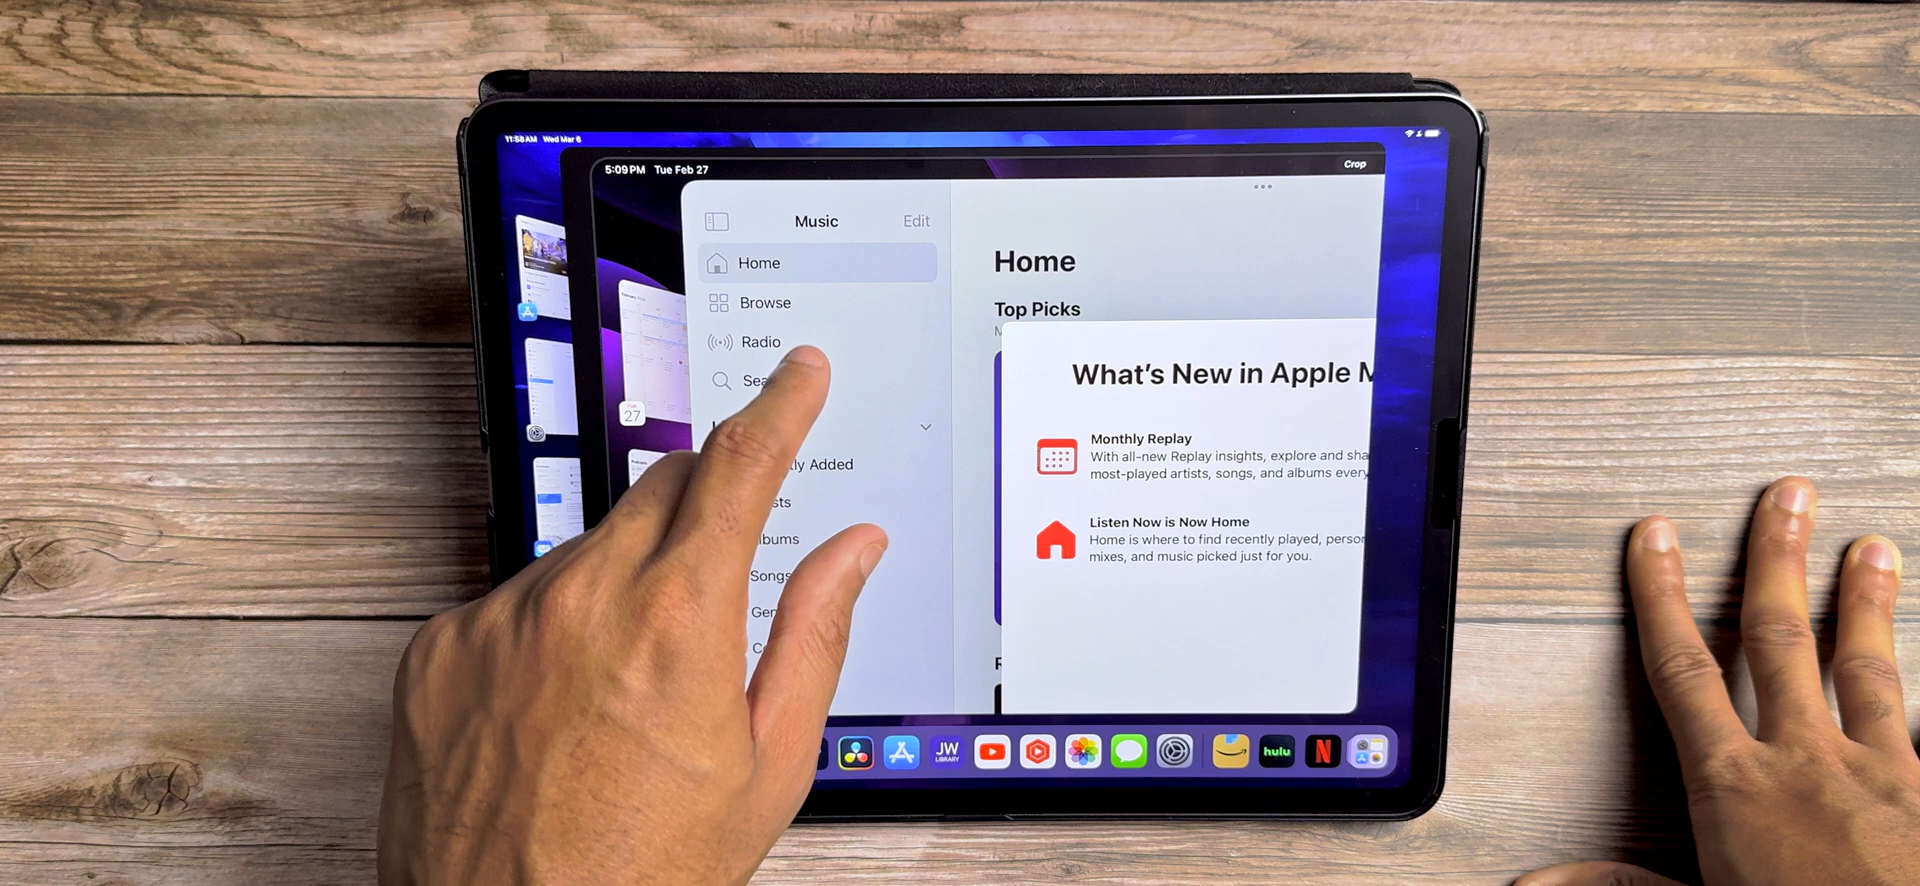 11:58 AM Wed Mar 6
5:09 PM Tue Feb 27
Crop
Music
Edit
Home
Browse
Radio
Sea
tly Added
sts
lbums
Songs
Gen
Home
Top Picks
What's New in Apple M
Monthly Replay
With all-new Replay insights, explore and sha
most-played artists, songs, and albums every
Listen Now is Now Home
Home is where to find recently played, person
mixes, and music picked just for you.
27
JW
LIBRARY
hulu
N